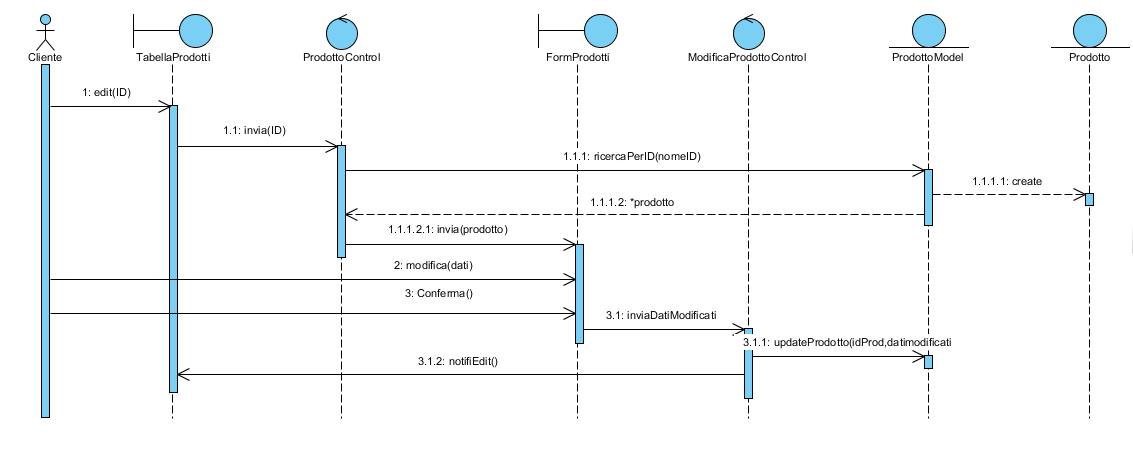 Cliente
TabellaProdotti
ProdottoControl
FormProdotti
ModificaProdottoControl
ProdottoModel
Prodotto
1: edit(ID)
1.1: invia(ID)
1.1.1: ricercaPerID(nomeID)
1.1.1.1: create
1.1.1.2: *prodotto
1.1.1.2.1: invia(prodotto)
2: modifica(dati)
3: Conferma()
3.1: inviaDatiModificati
3.1.1: updateProdotto(idProd,datimodificati
3.1.2: notifiEdit()